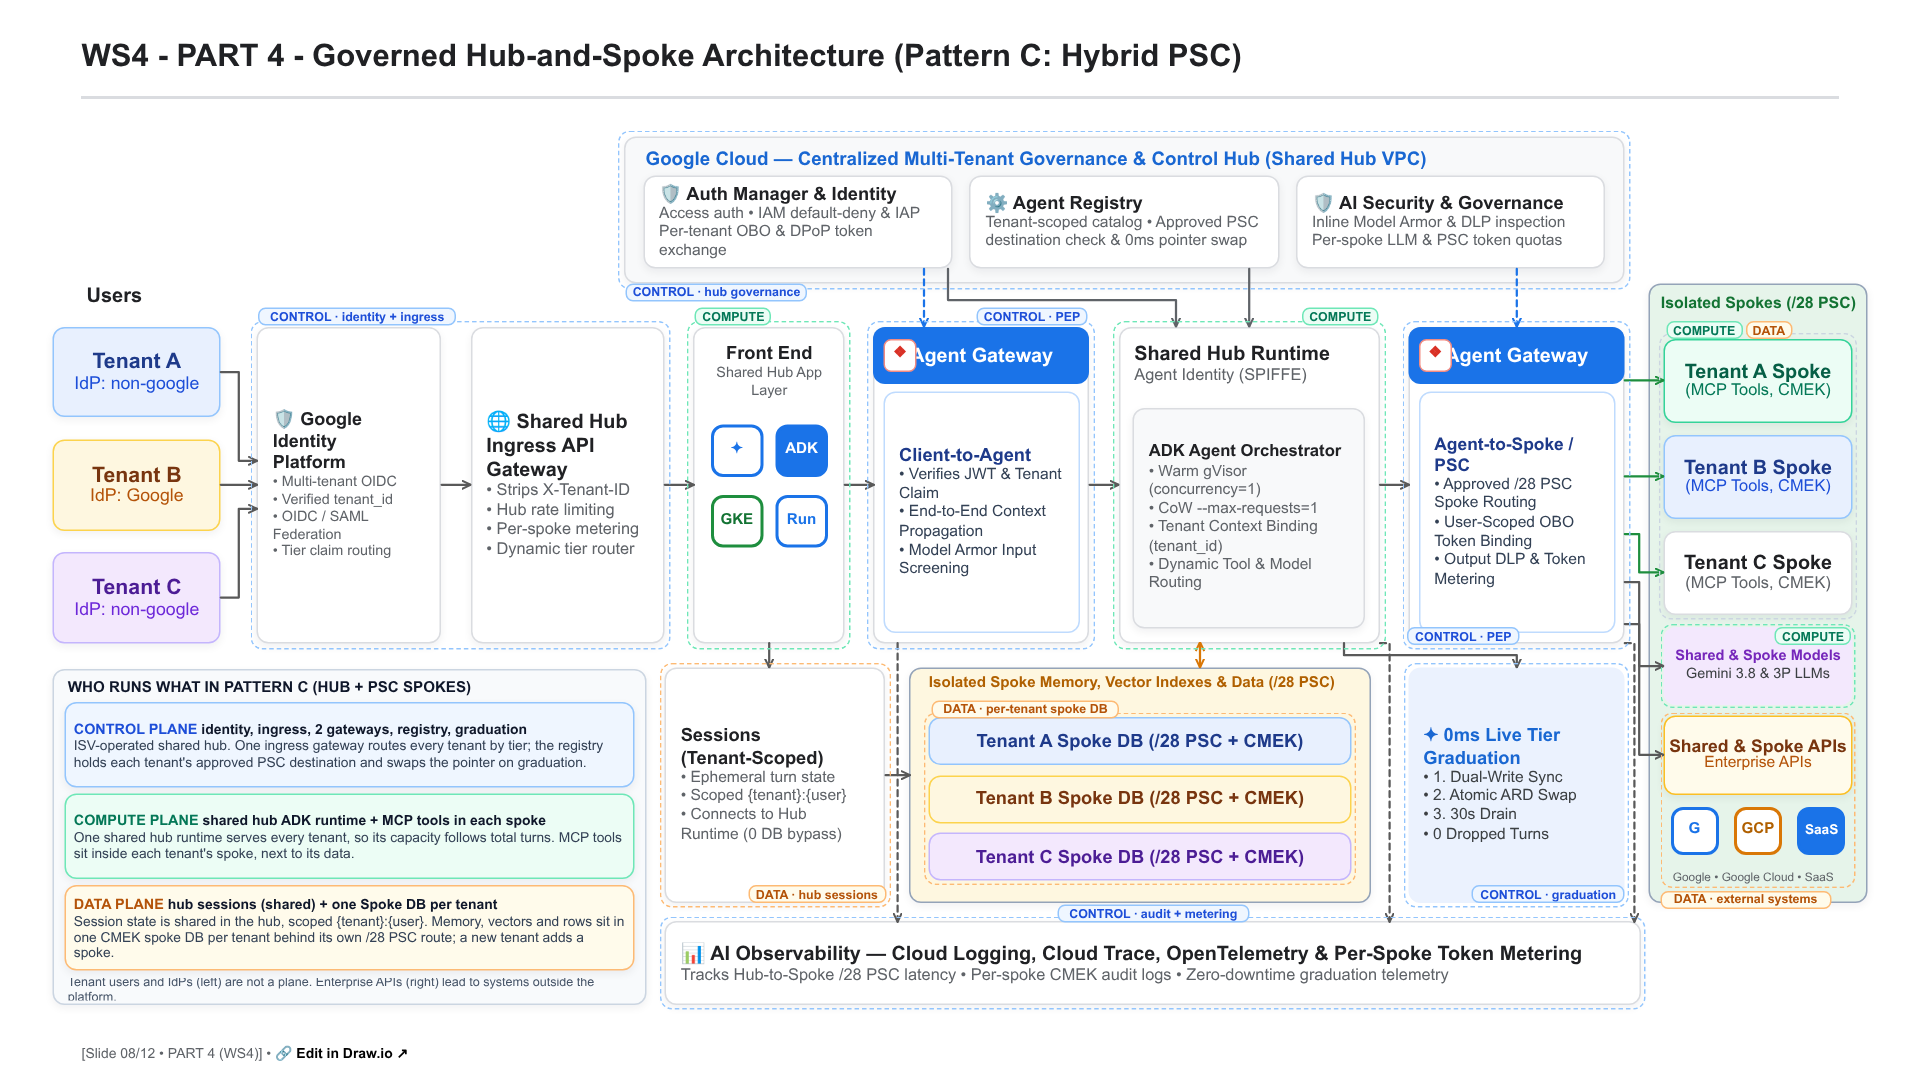 WS4 - PART 4 - Governed Hub-and-Spoke Architecture (Pattern C: Hybrid PSC)
Google Cloud — Centralized Multi-Tenant Governance & Control Hub (Shared Hub VPC)
Auth Manager & Identity
Access auth • IAM default-deny & IAP
Per-tenant OBO & DPoP token
exchange
Agent Registry
Tenant-scoped catalog • Approved PSC
destination check & 0ms pointer swap
AI Security & Governance
Inline Model Armor & DLP inspection
Per-spoke LLM & PSC token quotas
CONTROL · hub governance
Users
Tenant A
IdP: non-google
Tenant B
IdP: Google
Tenant C
IdP: non-google
CONTROL · identity + ingress
Google
Identity
Platform
• Multi-tenant OIDC
• Verified tenant_id
• OIDC / SAML
Federation
• Tier claim routing
Shared Hub
Ingress API
Gateway
• Strips X-Tenant-ID
• Hub rate limiting
• Per-spoke metering
• Dynamic tier router
COMPUTE
Front End
Shared Hub App
Layer
✦
ADK
GKE
Run
CONTROL · PEP
Agent Gateway
Client-to-Agent
• Verifies JWT & Tenant
Claim
• End-to-End Context
Propagation
• Model Armor Input
Screening
COMPUTE
Shared Hub Runtime
Agent Identity (SPIFFE)
ADK Agent Orchestrator
• Warm gVisor
(concurrency=1)
• CoW --max-requests=1
• Tenant Context Binding
(tenant_id)
• Dynamic Tool & Model
Routing
Agent Gateway
Agent-to-Spoke /
PSC
• Approved /28 PSC
Spoke Routing
• User-Scoped OBO
Token Binding
• Output DLP & Token
Metering
CONTROL · PEP
Isolated Spokes (/28 PSC)
COMPUTE
DATA
Tenant A Spoke
(MCP Tools, CMEK)
Tenant B Spoke
(MCP Tools, CMEK)
Tenant C Spoke
(MCP Tools, CMEK)
COMPUTE
Shared & Spoke Models
Gemini 3.8 & 3P LLMs
Shared & Spoke APIs
Enterprise APIs
G
GCP
SaaS
Google • Google Cloud • SaaS
DATA · external systems
WHO RUNS WHAT IN PATTERN C (HUB + PSC SPOKES)
CONTROL PLANE identity, ingress, 2 gateways, registry, graduation
ISV-operated shared hub. One ingress gateway routes every tenant by tier; the registry
holds each tenant's approved PSC destination and swaps the pointer on graduation.
COMPUTE PLANE shared hub ADK runtime + MCP tools in each spoke
One shared hub runtime serves every tenant, so its capacity follows total turns. MCP tools
sit inside each tenant's spoke, next to its data.
DATA PLANE hub sessions (shared) + one Spoke DB per tenant
Session state is shared in the hub, scoped {tenant}:{user}. Memory, vectors and rows sit in
one CMEK spoke DB per tenant behind its own /28 PSC route; a new tenant adds a
spoke.
Tenant users and IdPs (left) are not a plane. Enterprise APIs (right) lead to systems outside the
platform.
Sessions
(Tenant-Scoped)
• Ephemeral turn state
• Scoped {tenant}:{user}
• Connects to Hub
Runtime (0 DB bypass)
DATA · hub sessions
Isolated Spoke Memory, Vector Indexes & Data (/28 PSC)
DATA · per-tenant spoke DB
Tenant A Spoke DB (/28 PSC + CMEK)
Tenant B Spoke DB (/28 PSC + CMEK)
Tenant C Spoke DB (/28 PSC + CMEK)
✦ 0ms Live Tier
Graduation
• 1. Dual-Write Sync
• 2. Atomic ARD Swap
• 3. 30s Drain
• 0 Dropped Turns
CONTROL · graduation
CONTROL · audit + metering
AI Observability — Cloud Logging, Cloud Trace, OpenTelemetry & Per-Spoke Token Metering
Tracks Hub-to-Spoke /28 PSC latency • Per-spoke CMEK audit logs • Zero-downtime graduation telemetry
[Slide 08/12 • PART 4 (WS4)] • 🔗 Edit in Draw.io ↗